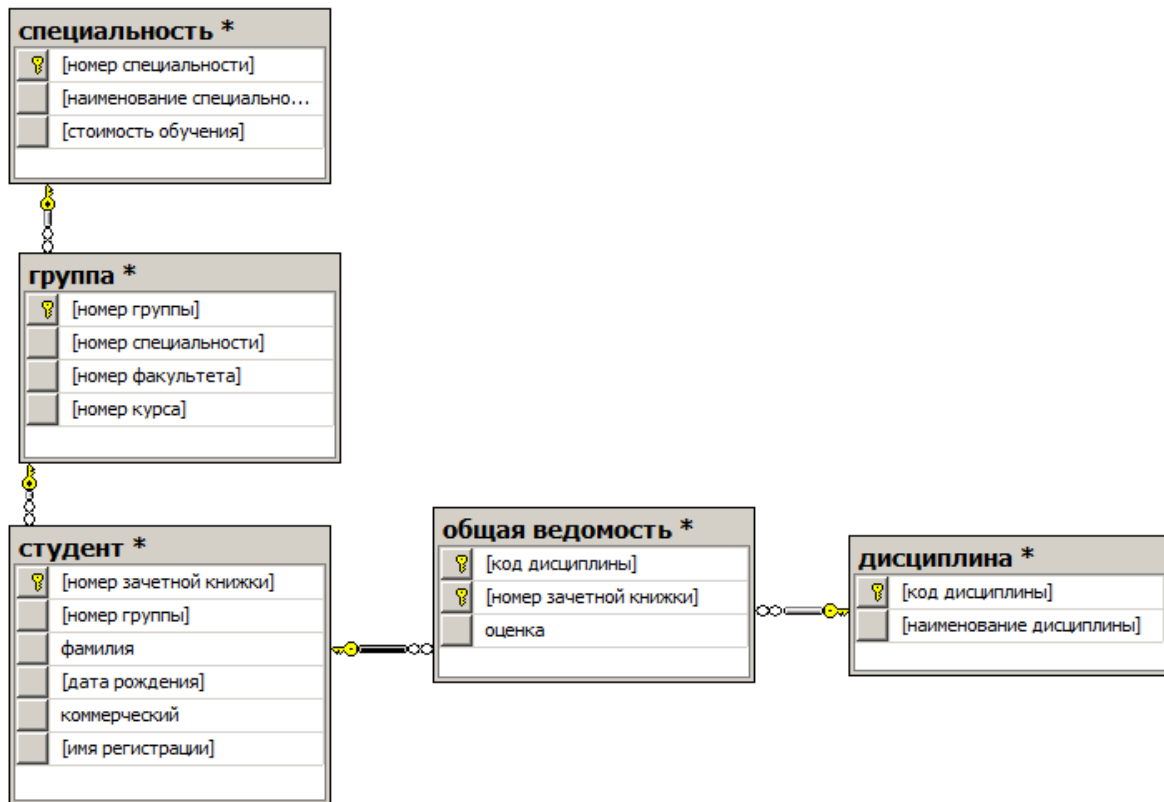 специальность *
[номер специальности]
[наименование специально...
[стоимость обучения]
группа *
[номер группы]
[номер специальности]
[номер факультета]
[номер курса]
студент *
[номер зачетной книжки]
[номер группы]
фамилия
[дата рождения]
коммерческий
[имя регистрации]
общая ведомость *
[код дисциплины]
[номер зачетной книжки]
оценка
дисциплина *
[код дисциплины]
[наименование дисциплины]